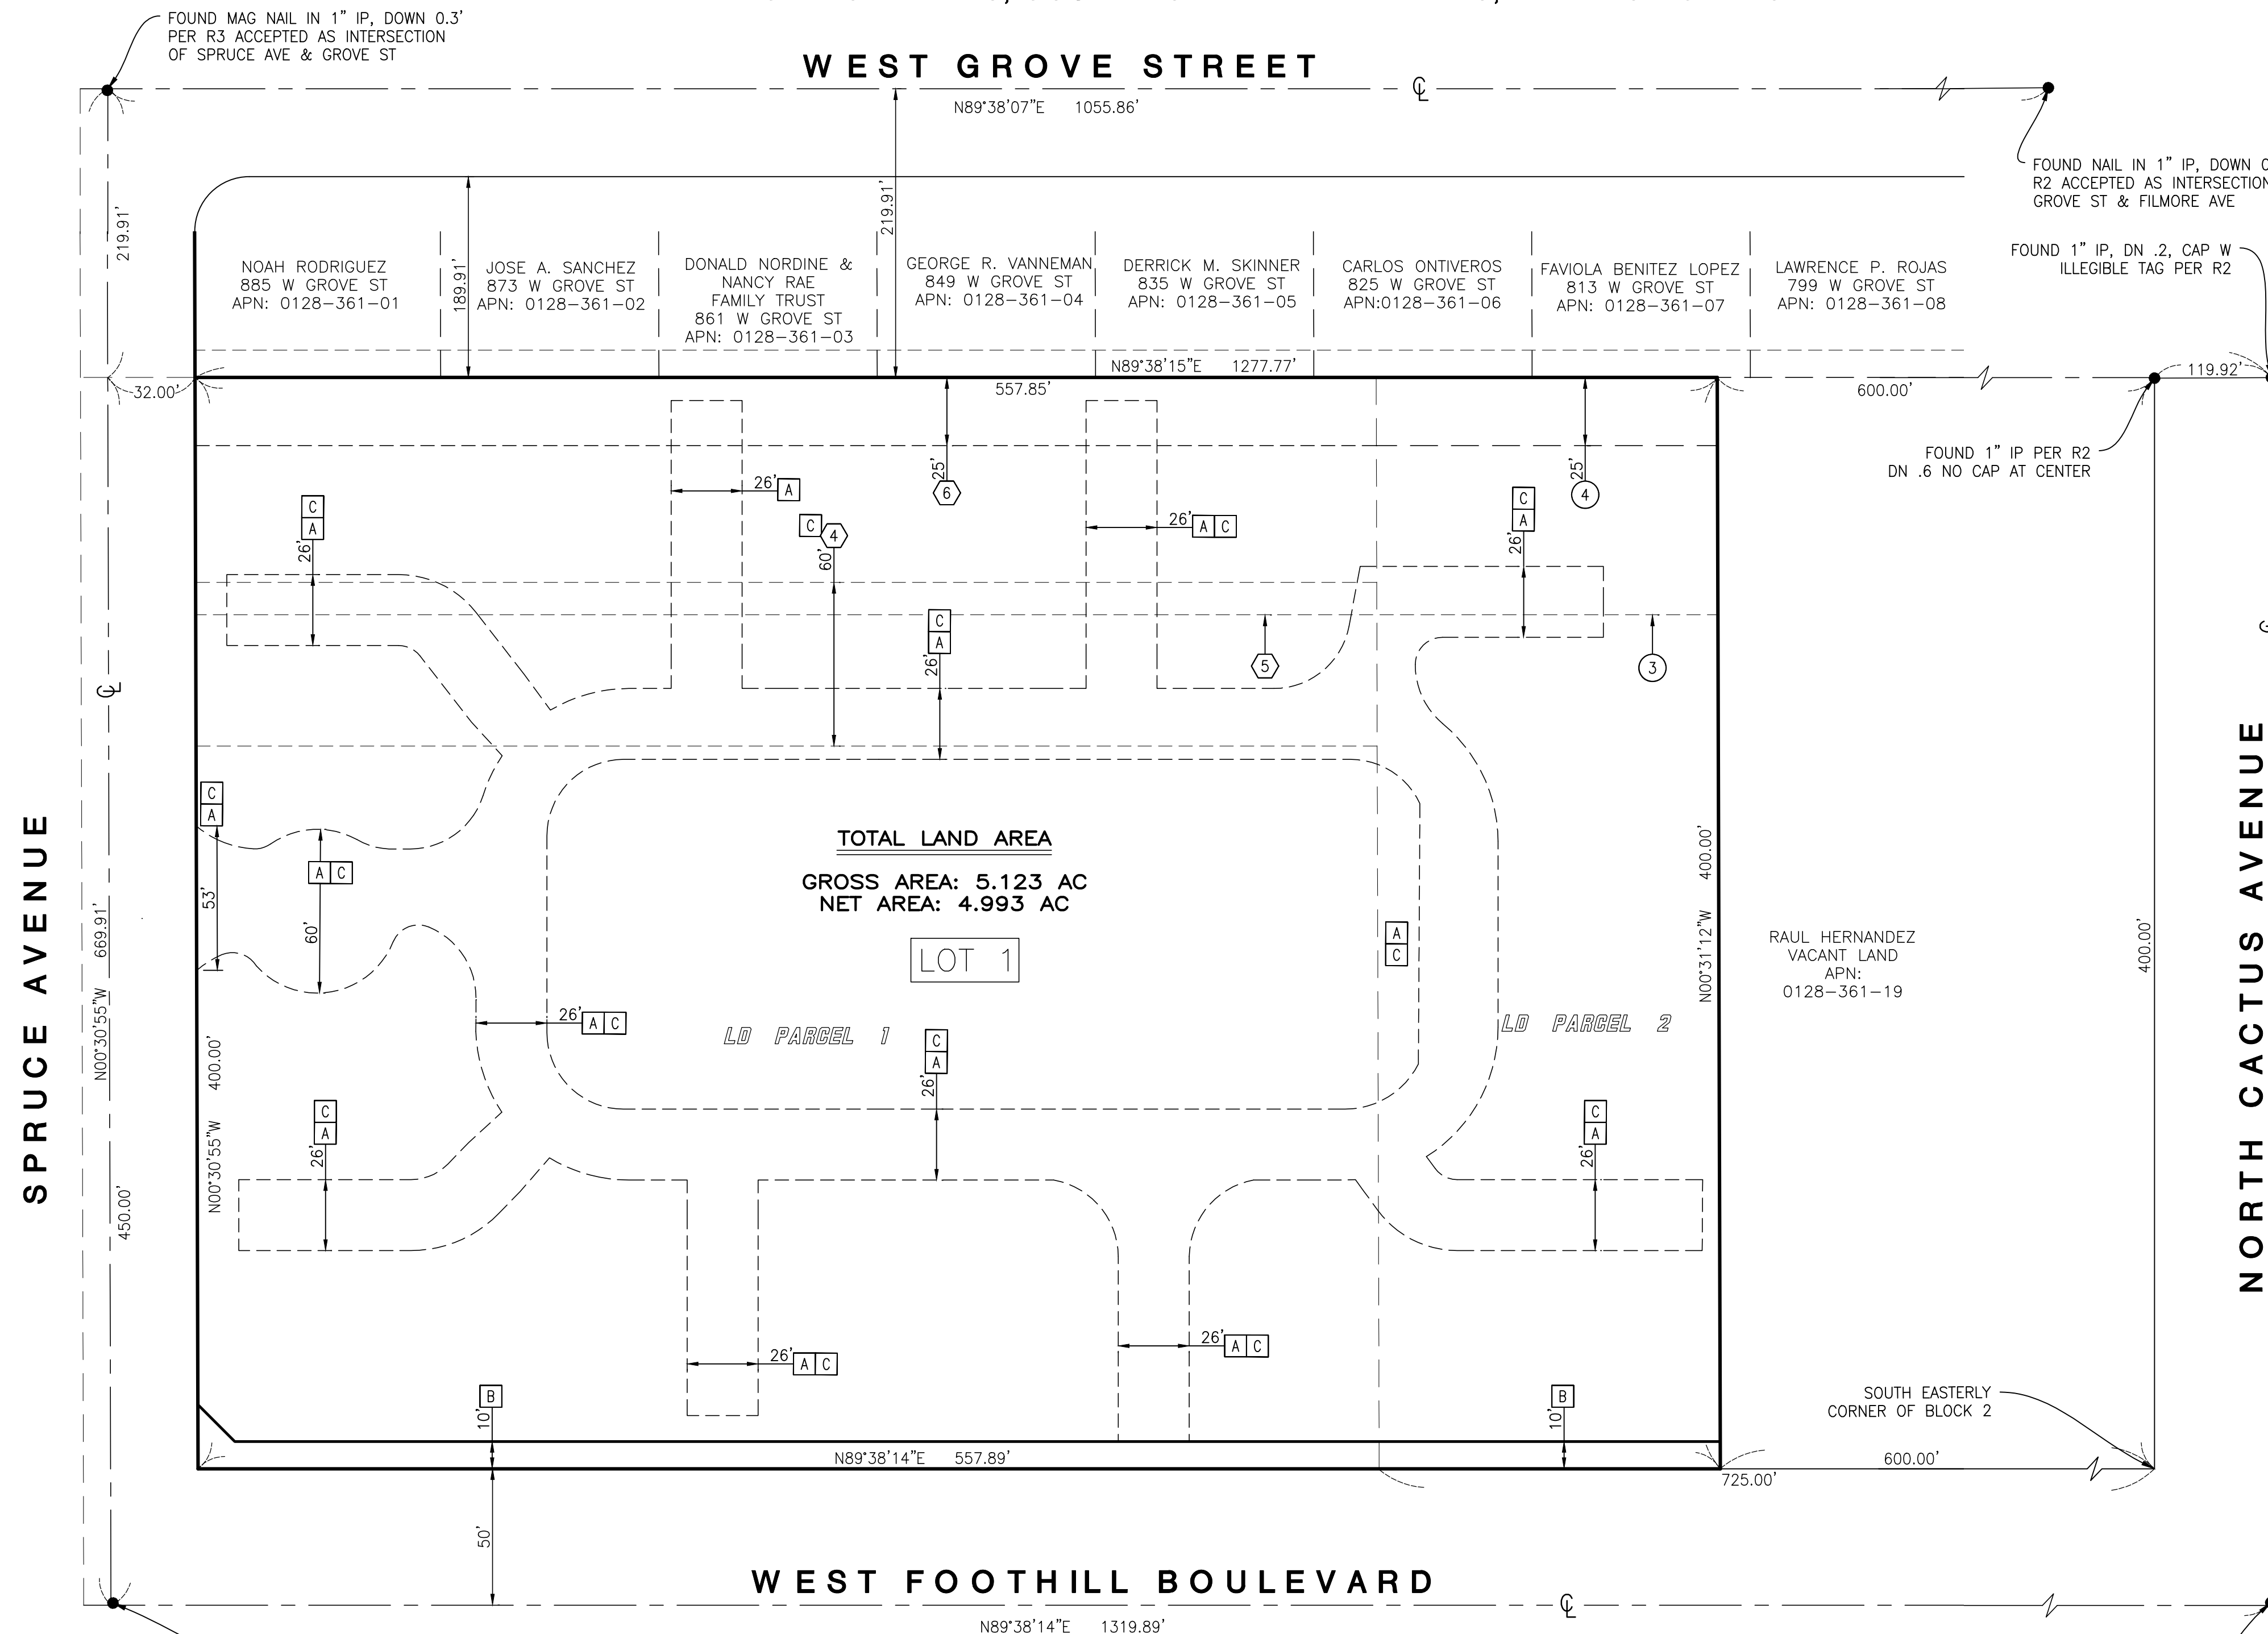 FOUND MAG NAIL IN 1" IP, DOWN 0.3'
PER R3 ACCEPTED AS INTERSECTION
OF SPRUCE AVE & GROVE ST
WEST GROVE STREET
N89°38'07"E 1055.86'
FOUND NAIL IN 1" IP, DOWN
R2 ACCEPTED AS INTERSECTION
GROVE ST & FILMORE AVE
FOUND 1" IP, DN .2, CAP W
ILLEGIBLE TAG PER R2
219.91'
189.91'
219.91'
NOAH RODRIGUEZ
885 W GROVE ST
APN: 0128-361-01
JOSE A. SANCHEZ
873 W GROVE ST
APN: 0128-361-02
DONALD NORDINE &
NANCY RAE
FAMILY TRUST
861 W GROVE ST
APN: 0128-361-03
GEORGE R. VANNEMAN
849 W GROVE ST
APN: 0128-361-04
DERRICK M. SKINNER
835 W GROVE ST
APN: 0128-361-05
CARLOS ONTIVEROS
825 W GROVE ST
APN:0128-361-06
FAVIOLA BENITEZ LOPEZ
813 W GROVE ST
APN: 0128-361-07
LAWRENCE P. ROJAS
799 W GROVE ST
APN: 0128-361-08
N89°38'15"E 1277.77'
32.00'
557.85'
600.00'
119.92'
FOUND 1" IP PER R2
DN .6 NO CAP AT CENTER
26' A
25'
6
25'
4
C
A
26'
C 4
60'
26' A C
C
A
26'
C
A
26'
5
3
C
A
53'
A C
60'
TOTAL LAND AREA
GROSS AREA: 5.123 AC
NET AREA: 4.993 AC
LOT 1
A
C
N00°31'12"W 400.00'
RAUL HERNANDEZ
VACANT LAND
APN:
0128-361-19
400.00'
SPRUCE AVENUE
NORTH CACTUS AVENUE
N00°30'55"W 669.91'
N00°30'55"W 400.00'
450.00'
26' A C
LD PARCEL 1
LD PARCEL 2
C
A
26'
C
A
26'
C
A
26'
26' A C
26' A C
B
10'
B
10'
SOUTH EASTERLY
CORNER OF BLOCK 2
N89°38'14"E 557.89'
600.00'
725.00'
50'
WEST FOOTHILL BOULEVARD
N89°38'14"E 1319.89'